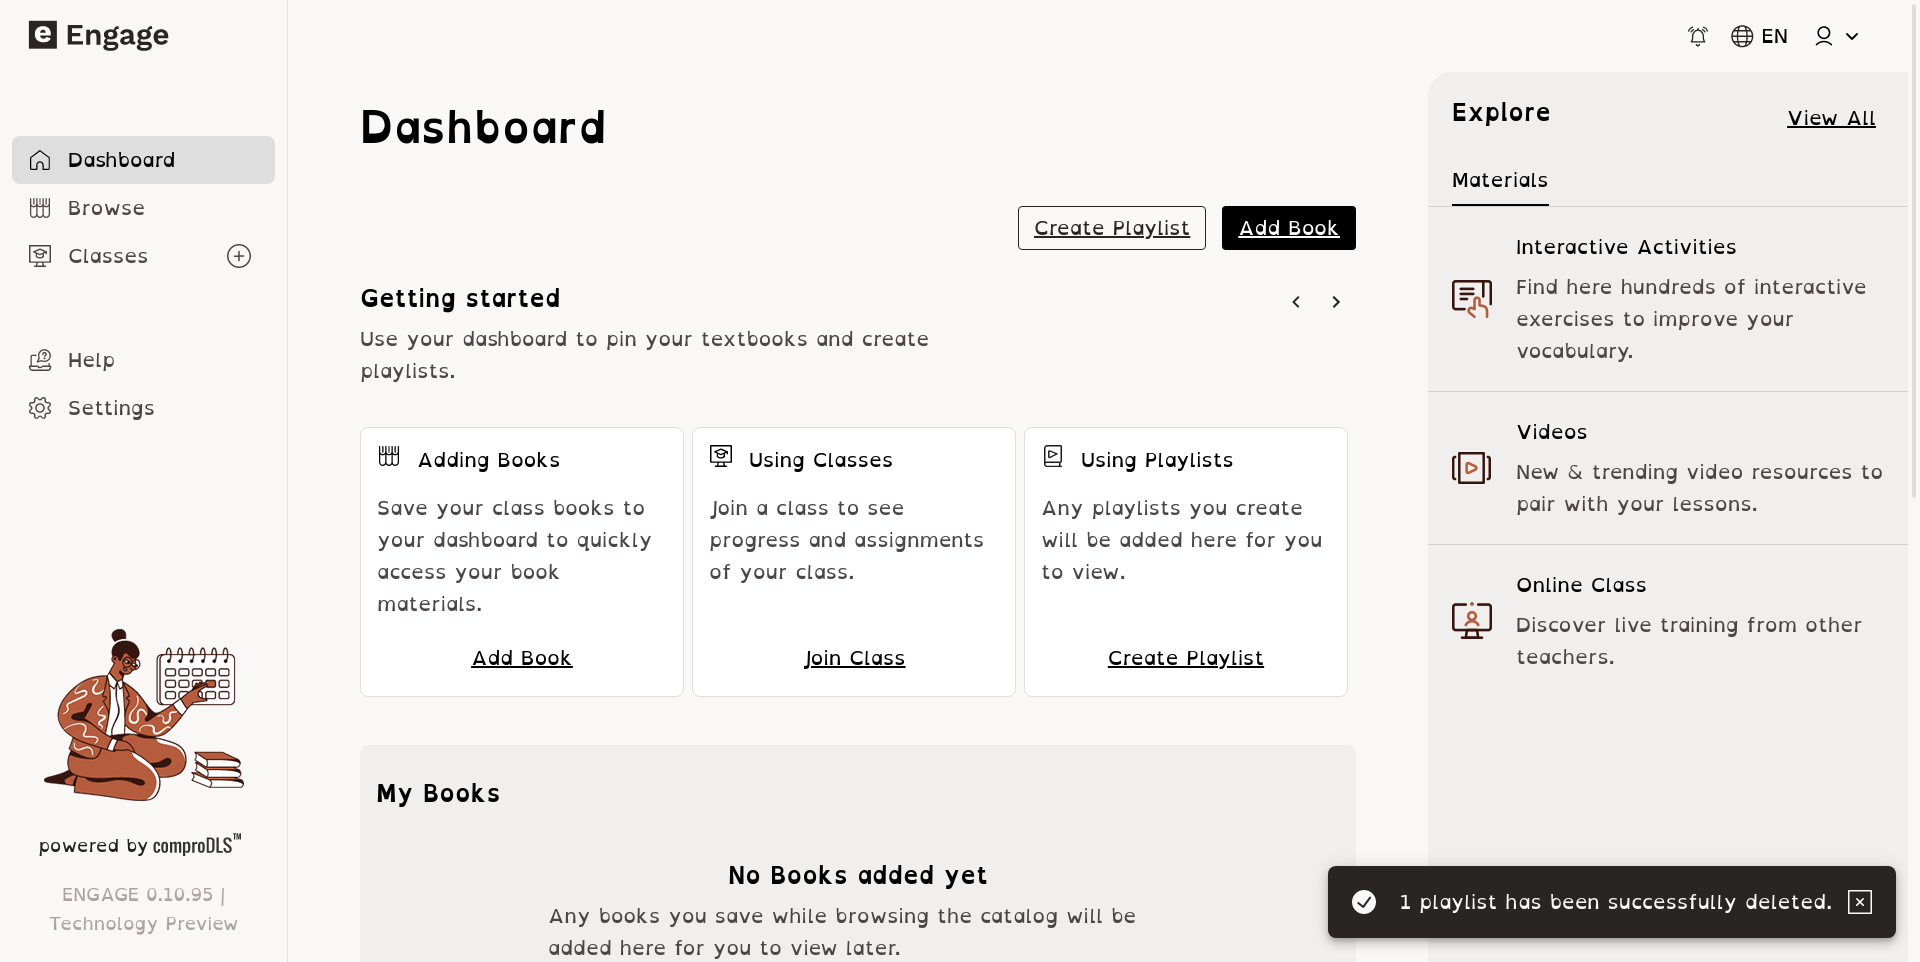 e Engage
EN
Dashboard
Browse
Classes
Help
Settings
powered by comproDLS™
ENGAGE 0.10.95 |
Technology Preview
Dashboard
Create Playlist
Add Book
Getting started
Use your dashboard to pin your textbooks and create
playlists.
Adding Books
Save your class books to
your dashboard to quickly
access your book
materials.
Add Book
Using Classes
Join a class to see
progress and assignments
of your class.
Join Class
Using Playlists
Any playlists you create
will be added here for you
to view.
Create Playlist
My Books
No Books added yet
Any books you save while browsing the catalog will be
added here for you to view later.
Explore
View All
Materials
Interactive Activities
Find here hundreds of interactive
exercises to improve your
vocabulary.
Videos
New & trending video resources to
pair with your lessons.
Online Class
Discover live training from other
teachers.
1 playlist has been successfully deleted.